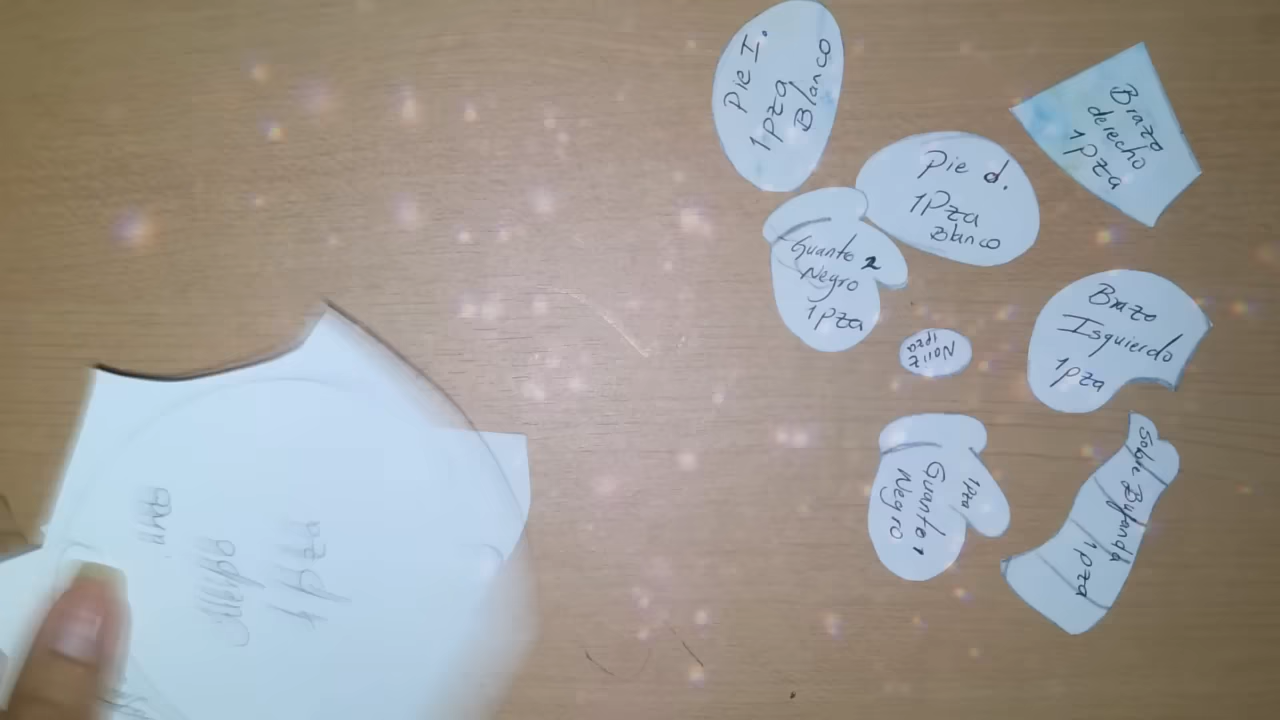 Pie I.
1pza
Blanco
Brazo
derecho
1pza
Pie d.
1Pza
Blanco
Guante 2
Negro
1pza
Brazo
Isquierdo
1pza
Nariz
1pza
Guante 1
Negro
1pza
Sobre Bufanda
1pza